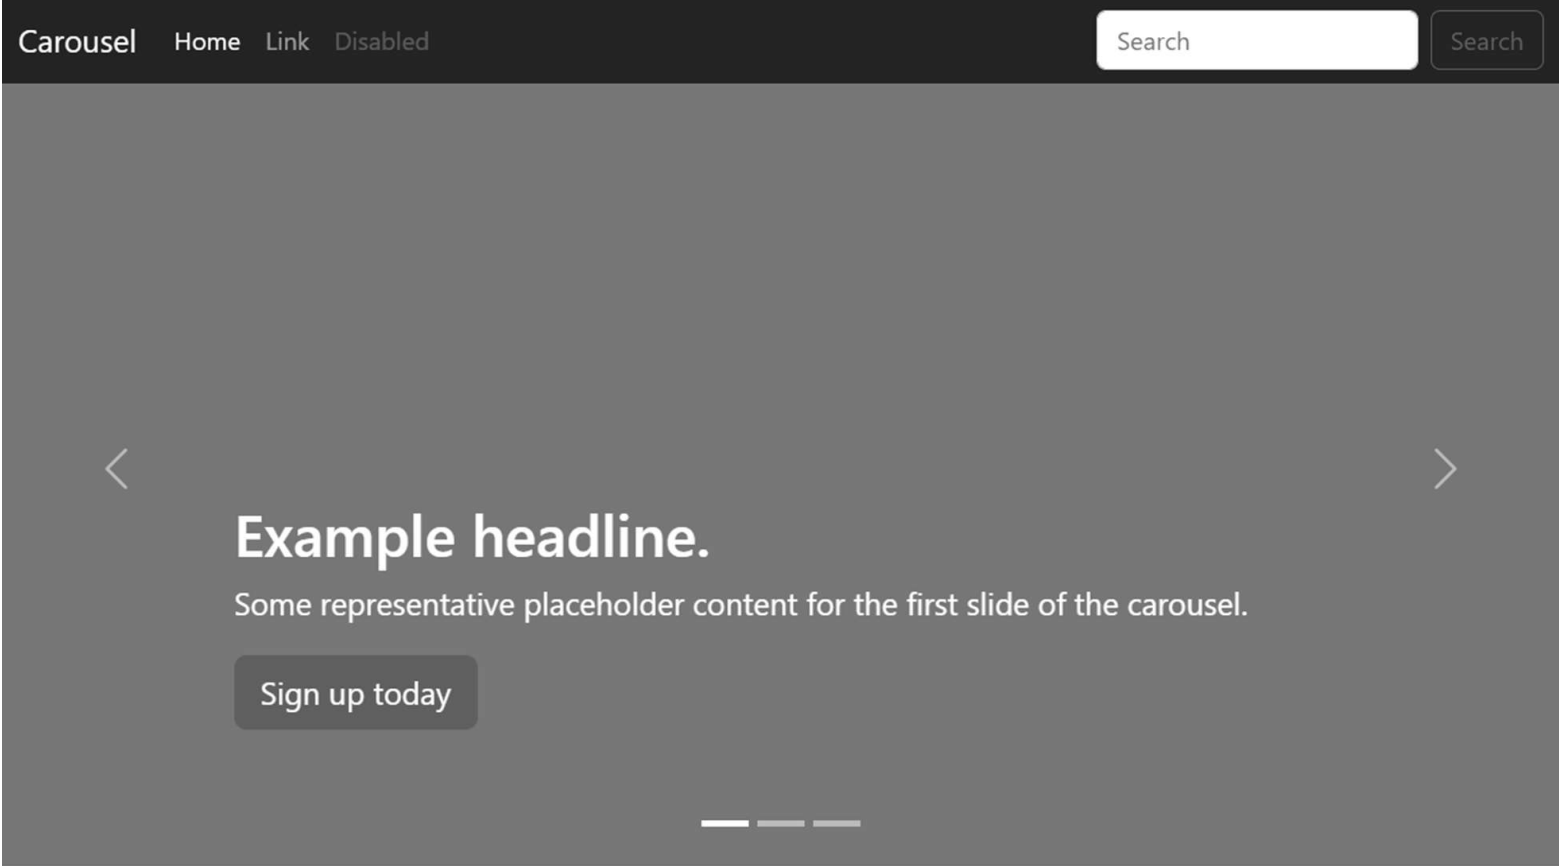 Carousel Home Link Disabled Search Search
Example headline.
Some representative placeholder content for the first slide of the carousel.
Sign up today